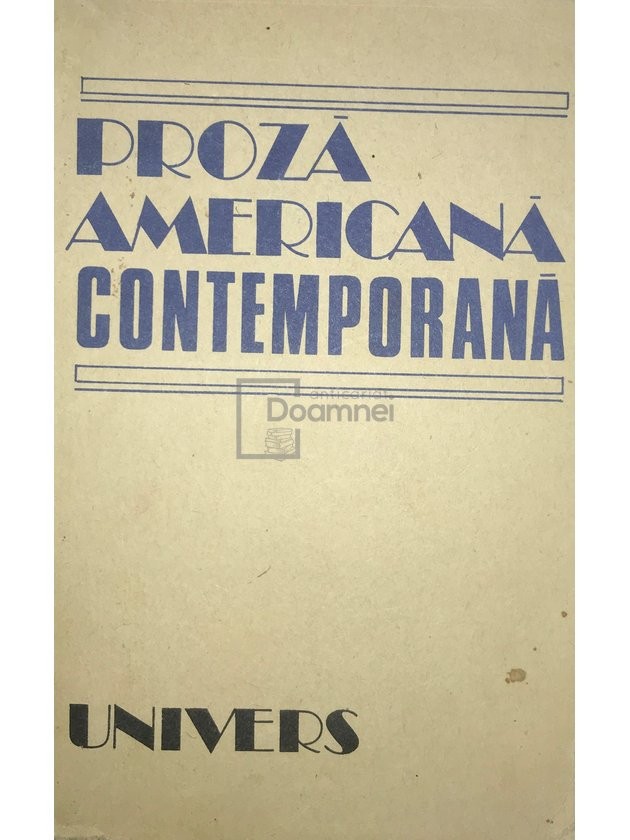 PROZĂ
AMERICANĂ
CONTEMPORANĂ
anticariat
Doamnei
UNIVERS